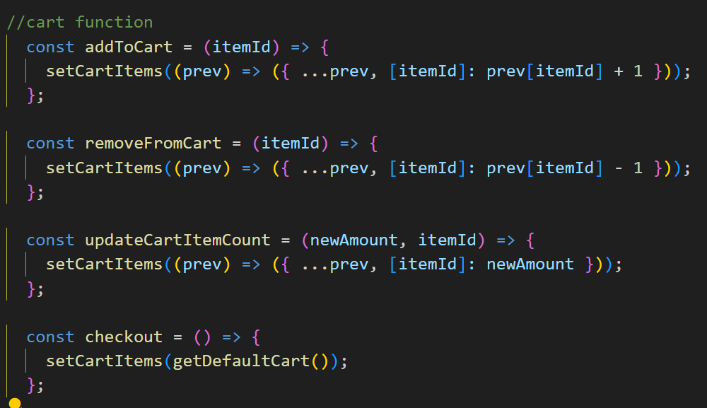 //cart function
const addToCart = (itemId) => {
setCartItems((prev) => ({ ...prev, [itemId]: prev[itemId] + 1 }));
};
const removeFromCart = (itemId) => {
setCartItems((prev) => ({ ...prev, [itemId]: prev[itemId] - 1 }));
};
const updateCartItemCount = (newAmount, itemId) => {
setCartItems((prev) => ({ ...prev, [itemId]: newAmount }));
};
const checkout = () => {
setCartItems(getDefaultCart());
};